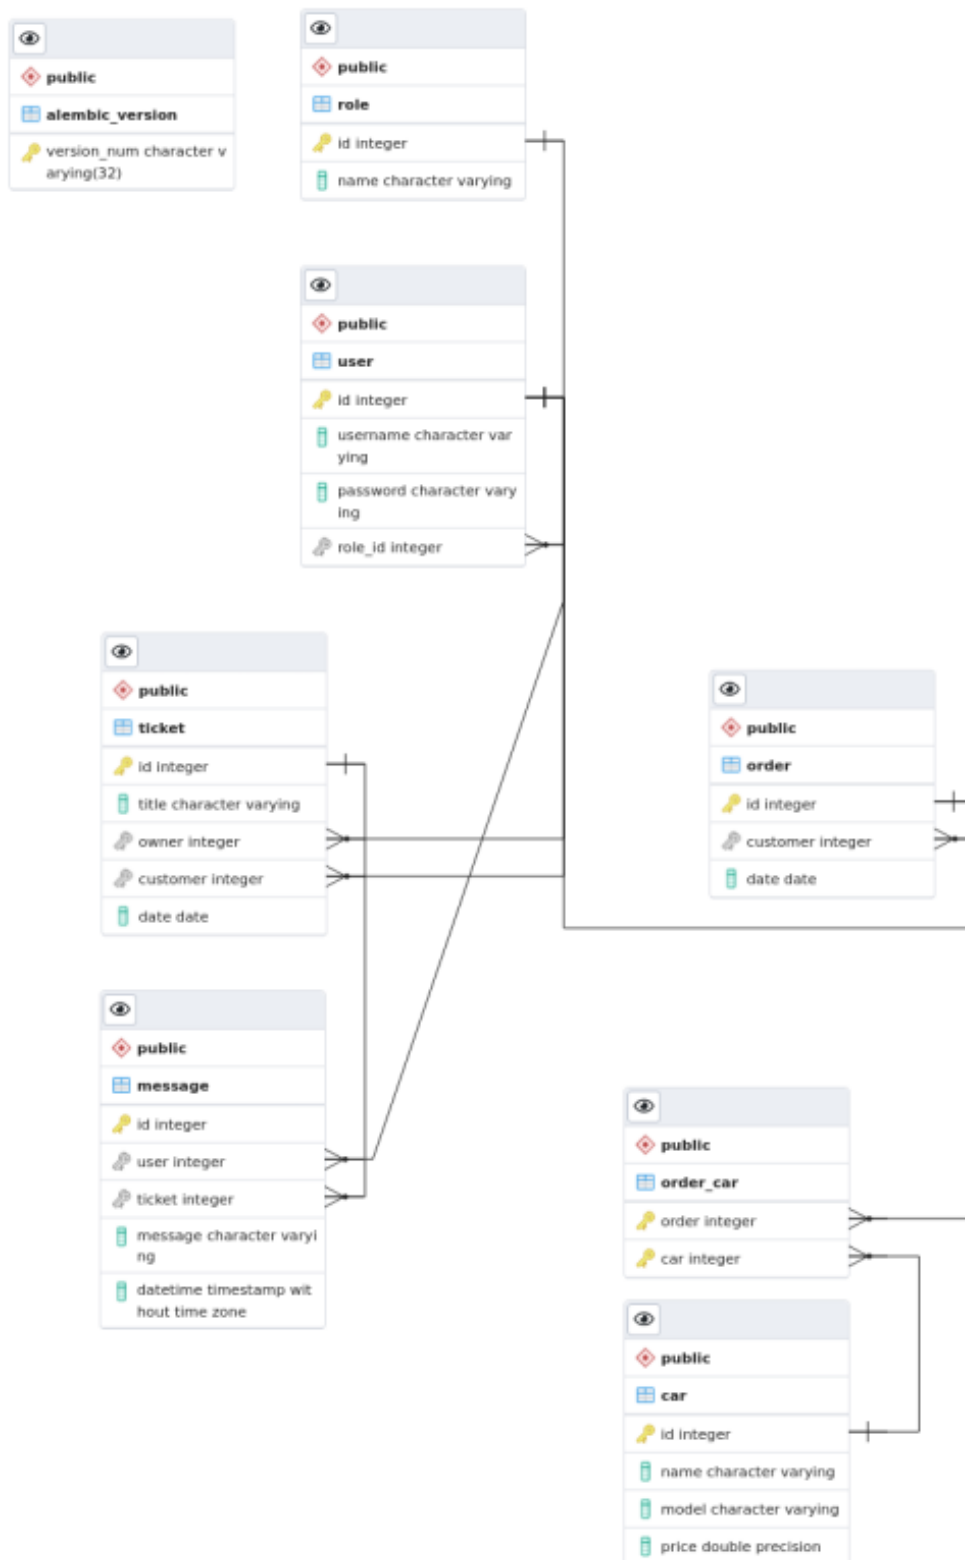 public
alembic_version
version_num character v
arying(32)
public
role
id integer
name character varying
public
user
id integer
username character var
ying
password character vary
ing
role_id integer
public
ticket
id integer
title character varying
owner integer
customer integer
date date
public
order
id integer
customer integer
date date
public
message
id integer
user integer
ticket integer
message character varyi
ng
datetime timestamp wit
hout time zone
public
order_car
order integer
car integer
public
car
id integer
name character varying
model character varying
price double precision